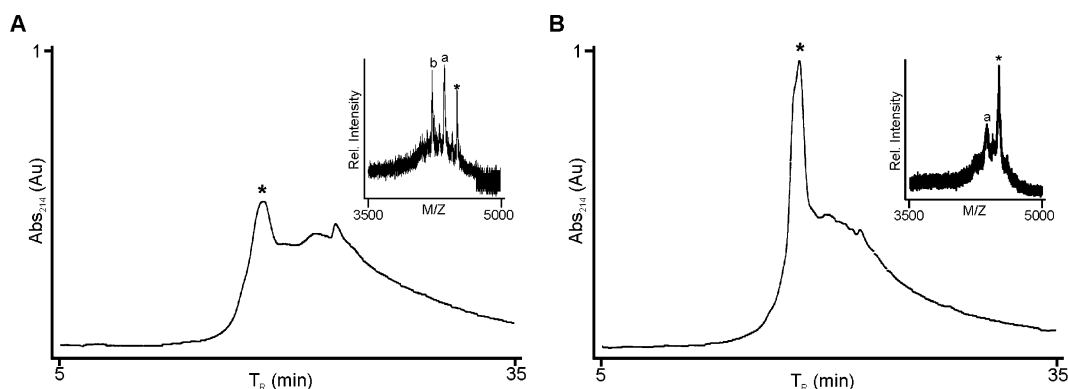 A
1
*
Abs214 (Au)
5
TR (min)
35
b
a
*
Rel. Intensity
3500
M/Z
5000
B
1
*
Abs214 (Au)
5
TR (min)
35
a
*
Rel. Intensity
3500
M/Z
5000